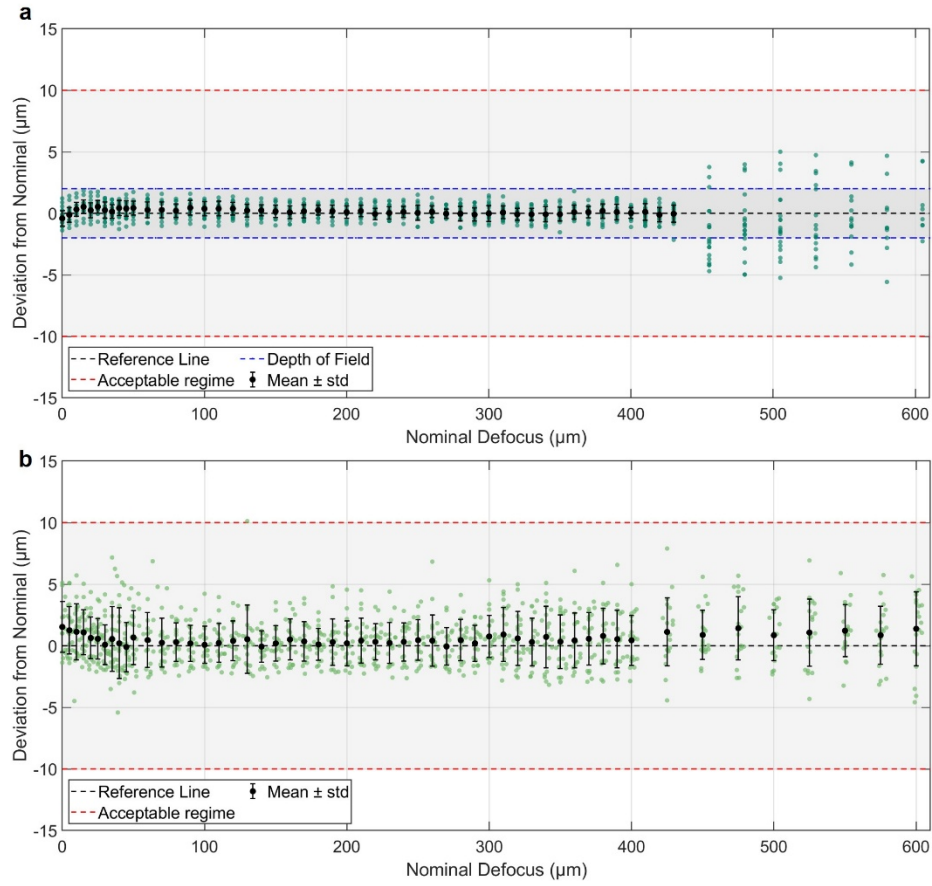 a
15
10
5
0
-5
-10
-15
Deviation from Nominal (µm)
Reference Line
Depth of Field
Acceptable regime
Mean ± std
0 100 200 300 400 500 600
Nominal Defocus (µm)
b
15
10
5
0
-5
-10
-15
Deviation from Nominal (µm)
Reference Line
Mean ± std
Acceptable regime
0 100 200 300 400 500 600
Nominal Defocus (µm)